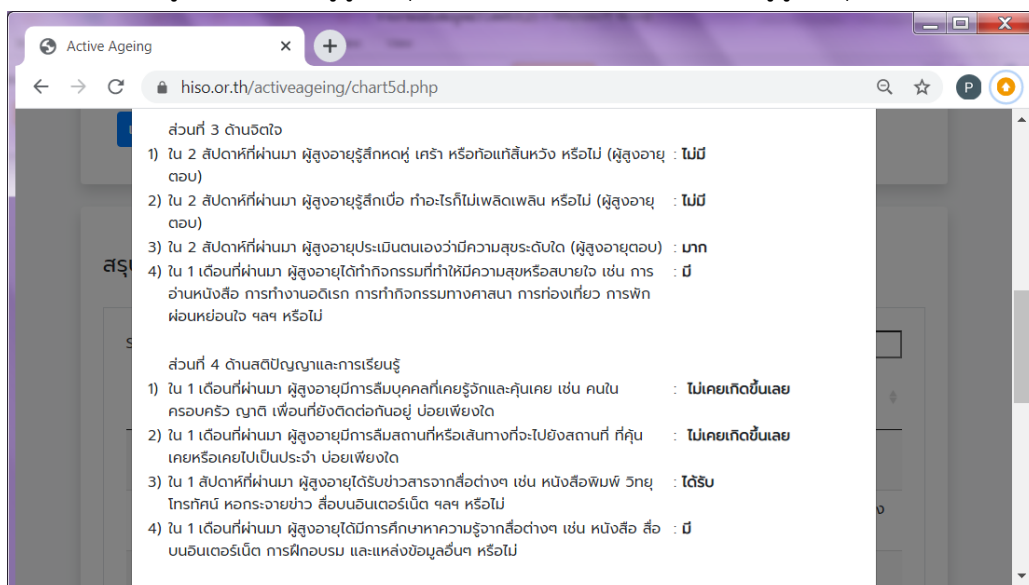 Active Ageing
hiso.or.th/activeageing/chart5d.php
P
ส่วนที่ 3 ด้านจิตใจ
1) ใน 2 สัปดาห์ที่ผ่านมา ผู้สูงอายุรู้สึกหดหู่ เศร้า หรือท้อแท้สิ้นหวัง หรือไม่ (ผู้สูงอายุ : ไม่มี
ตอบ)
2) ใน 2 สัปดาห์ที่ผ่านมา ผู้สูงอายุรู้สึกเบื่อ ทำอะไรก็ไม่เพลิดเพลิน หรือไม่ (ผู้สูงอายุ : ไม่มี
ตอบ)
3) ใน 2 สัปดาห์ที่ผ่านมา ผู้สูงอายุประเมินตนเองว่ามีความสุขระดับใด (ผู้สูงอายุตอบ) : มาก
4) ใน 1 เดือนที่ผ่านมา ผู้สูงอายุได้ทำกิจกรรมที่ทำให้มีความสุขหรือสบายใจ เช่น การ : มี
อ่านหนังสือ การทำงานอดิเรก การทำกิจกรรมทางศาสนา การท่องเที่ยว การพัก
ผ่อนหย่อนใจ ฯลฯ หรือไม่
ส่วนที่ 4 ด้านสติปัญญาและการเรียนรู้
1) ใน 1 เดือนที่ผ่านมา ผู้สูงอายุมีการลืมบุคคลที่เคยรู้จักและคุ้นเคย เช่น คนใน : ไม่เคยเกิดขึ้นเลย
ครอบครัว ญาติ เพื่อนที่ยังติดต่อกันอยู่ บ่อยเพียงใด
2) ใน 1 เดือนที่ผ่านมา ผู้สูงอายุมีการลืมสถานที่หรือเส้นทางที่จะไปยังสถานที่ ที่คุ้น : ไม่เคยเกิดขึ้นเลย
เคยหรือเคยไปเป็นประจำ บ่อยเพียงใด
3) ใน 1 สัปดาห์ที่ผ่านมา ผู้สูงอายุได้รับข่าวสารจากสื่อต่างๆ เช่น หนังสือพิมพ์ วิทยุ : ได้รับ
โทรทัศน์ หอกระจายข่าว สื่อบนอินเตอร์เน็ต ฯลฯ หรือไม่
4) ใน 1 เดือนที่ผ่านมา ผู้สูงอายุได้มีการศึกษาหาความรู้จากสื่อต่างๆ เช่น หนังสือ สื่อ : มี
บนอินเตอร์เน็ต การฝึกอบรม และแหล่งข้อมูลอื่นๆ หรือไม่